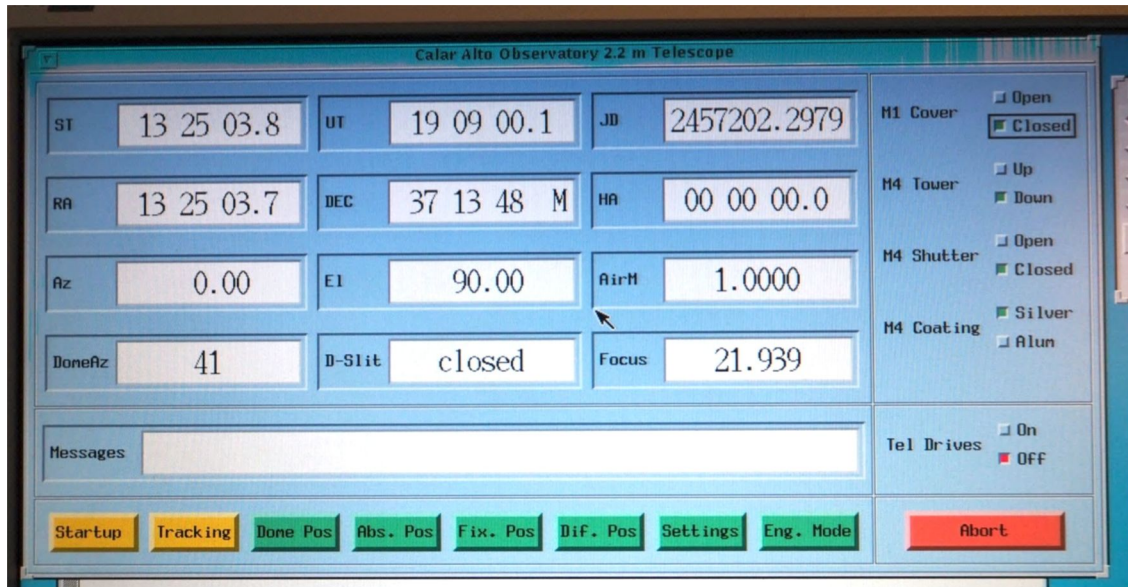 Calar Alto Observatory 2.2 m Telescope
ST 13 25 03.8 UT 19 09 00.1 JD 2457202.2979
RA 13 25 03.7 DEC 37 13 48 M HA 00 00 00.0
Az 0.00 El 90.00 AirM 1.0000
DomeAz 41 D-Slit closed Focus 21.939
M1 Cover
Open
Closed
M4 Tower
Up
Down
M4 Shutter
Open
Closed
M4 Coating
Silver
Alum
Messages
Tel Drives
On
Off
Startup Tracking Dome Pos Abs. Pos Fix. Pos Dif. Pos Settings Eng. Mode Abort